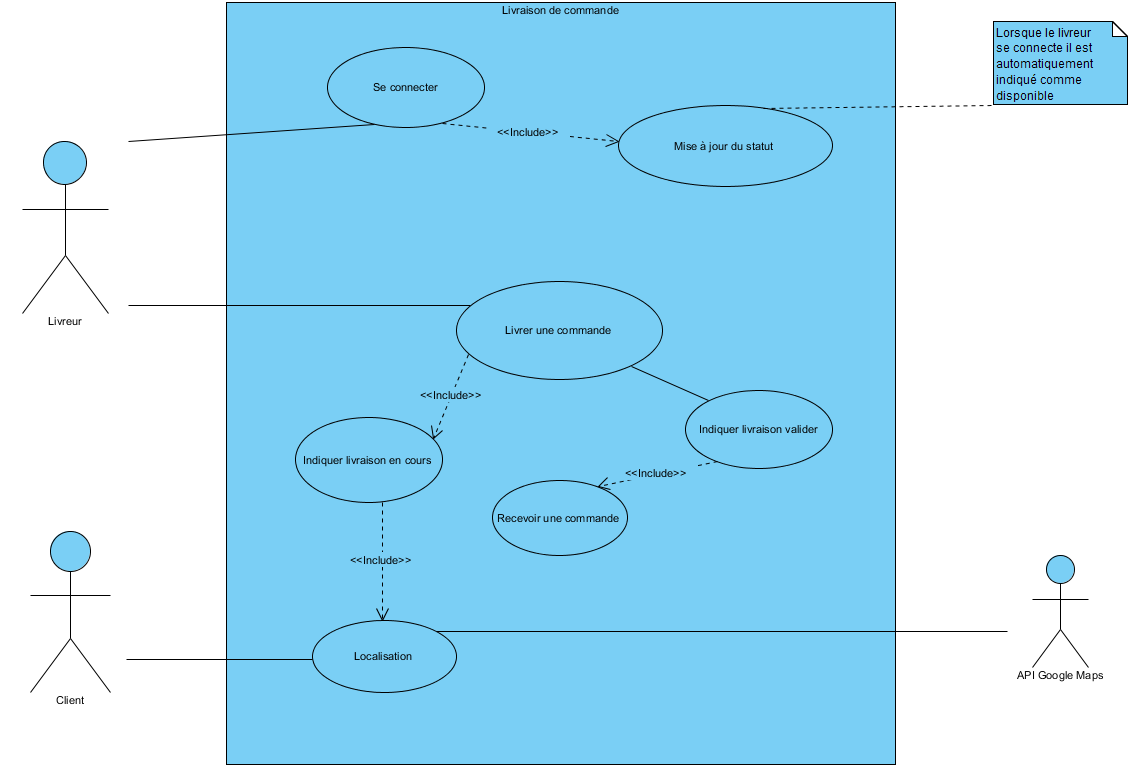 Livraison de commande
Lorsque le livreur
se connecte il est
automatiquement
indiqué comme
disponible
Se connecter
<<Include>>
Mise à jour du statut
Livreur
Livrer une commande
<<Include>>
Indiquer livraison valider
Indiquer livraison en cours
<<Include>>
Recevoir une commande
<<Include>>
Localisation
API Google Maps
Client